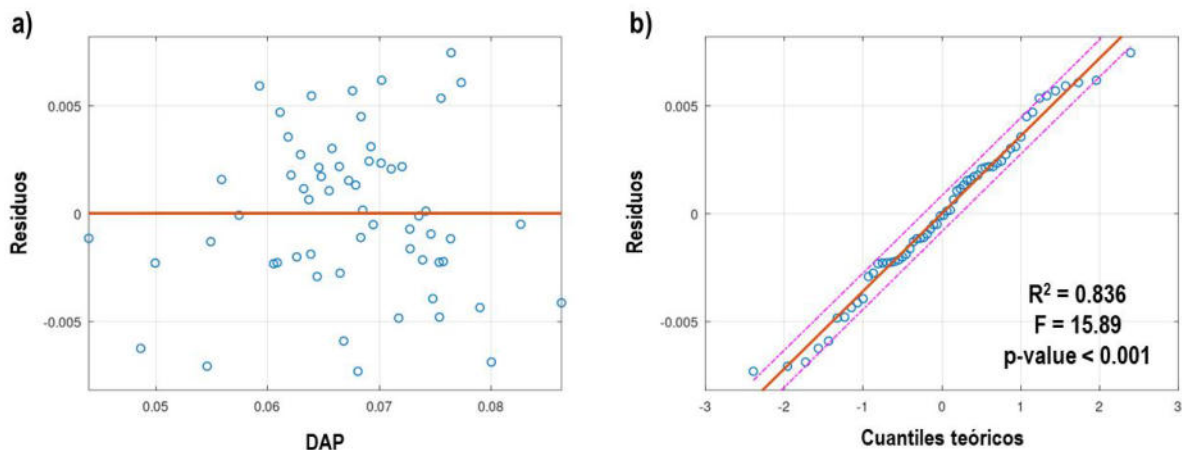 a)
Residuos
0.005
0
-0.005
0.05
0.06
0.07
0.08
DAP
b)
Residuos
0.005
0
-0.005
-3
-2
-1
0
1
2
3
Cuantiles teóricos
R² = 0.836
F = 15.89
p-value < 0.001